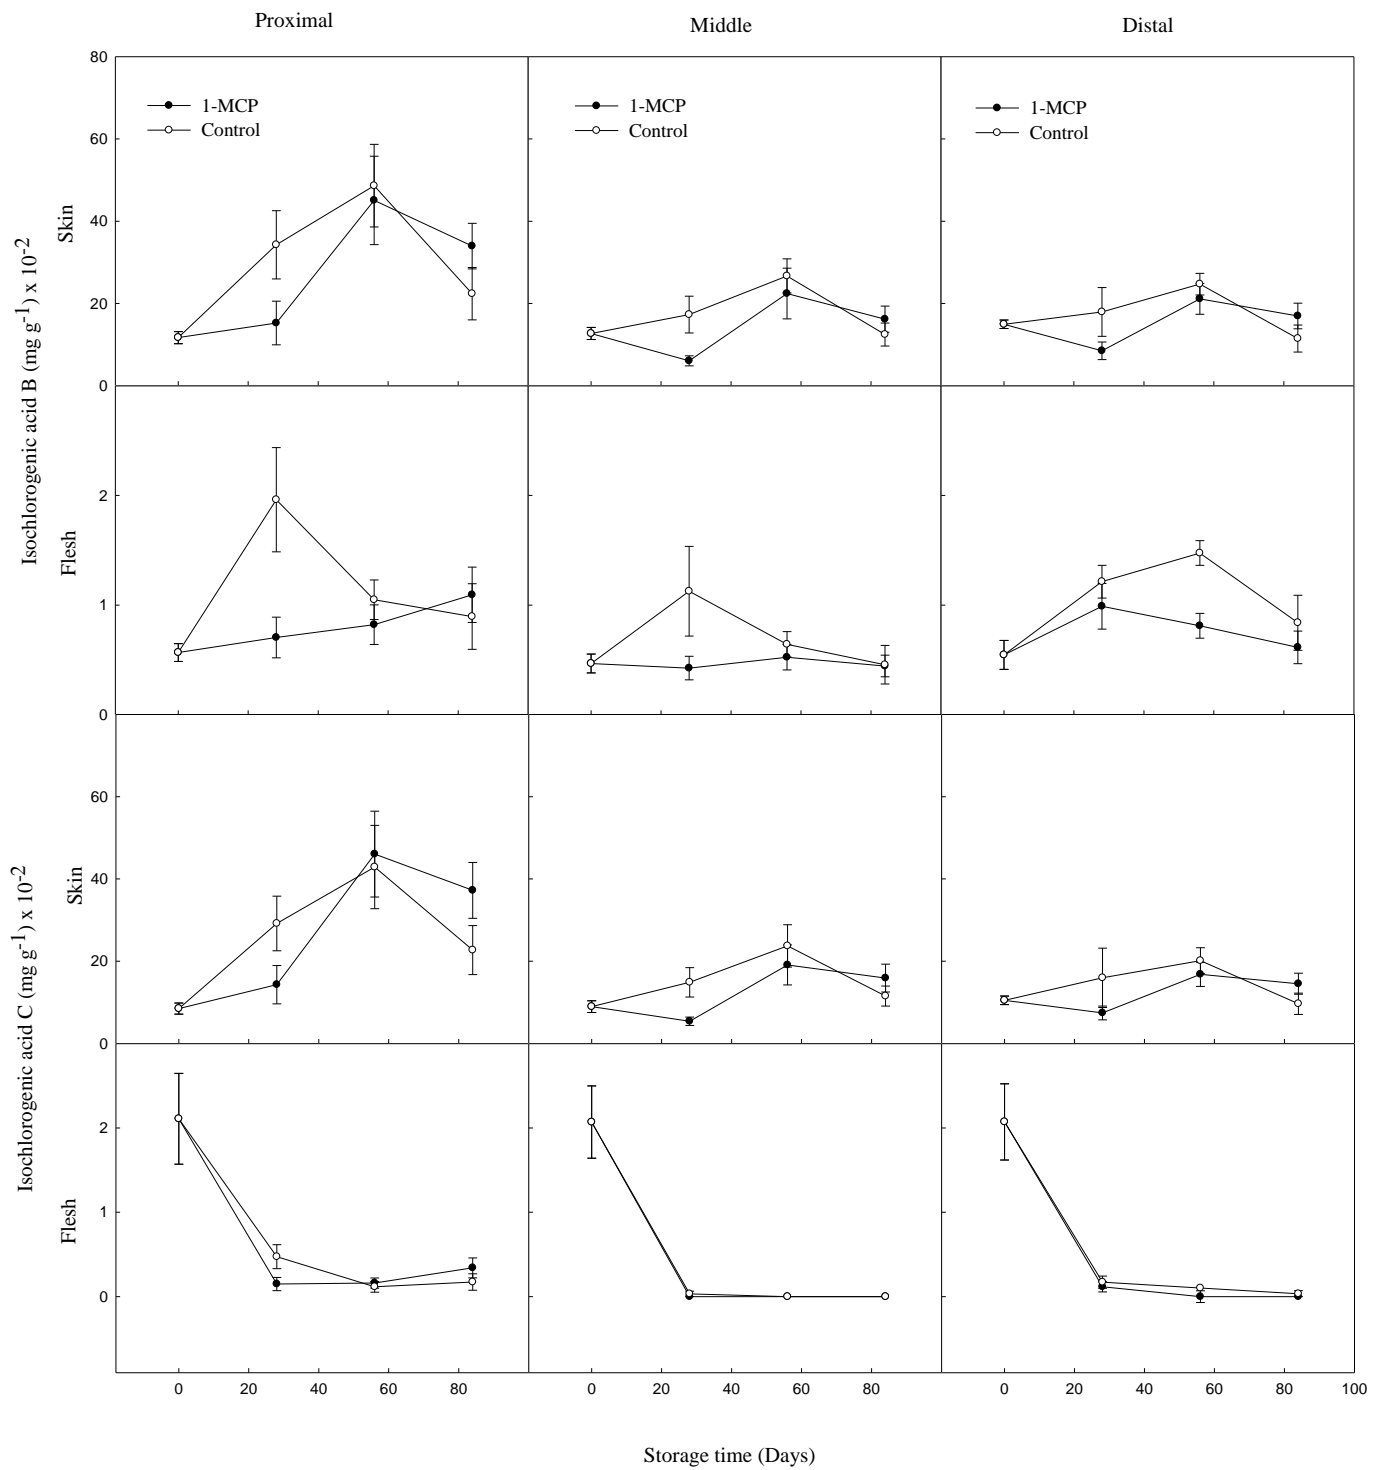 Proximal
Middle
Distal
80
60
40
20
0
1-MCP
Control
1-MCP
Control
1-MCP
Control
Skin
Isochlorogenic acid B (mg g-1) x 10-2
2
1
0
Flesh
60
40
20
0
Skin
Isochlorogenic acid C (mg g-1) x 10-2
2
1
0
Flesh
0 20 40 60 80
0 20 40 60 80
0 20 40 60 80 100
Storage time (Days)